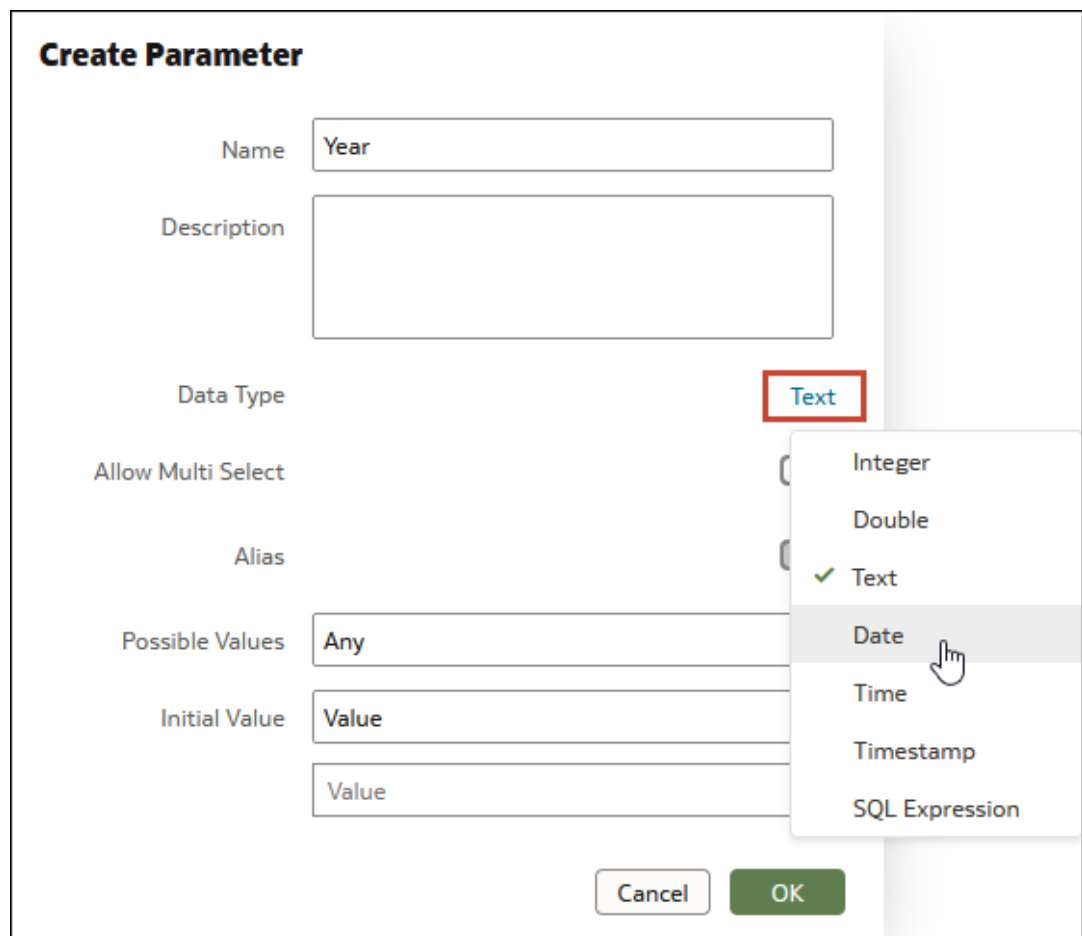 Create Parameter
Name Year
Description
Data Type Text
Allow Multi Select
Integer
Double
Alias
Text
Possible Values Any
Date
Time
Initial Value Value
Timestamp
Value
SQL Expression
Cancel OK